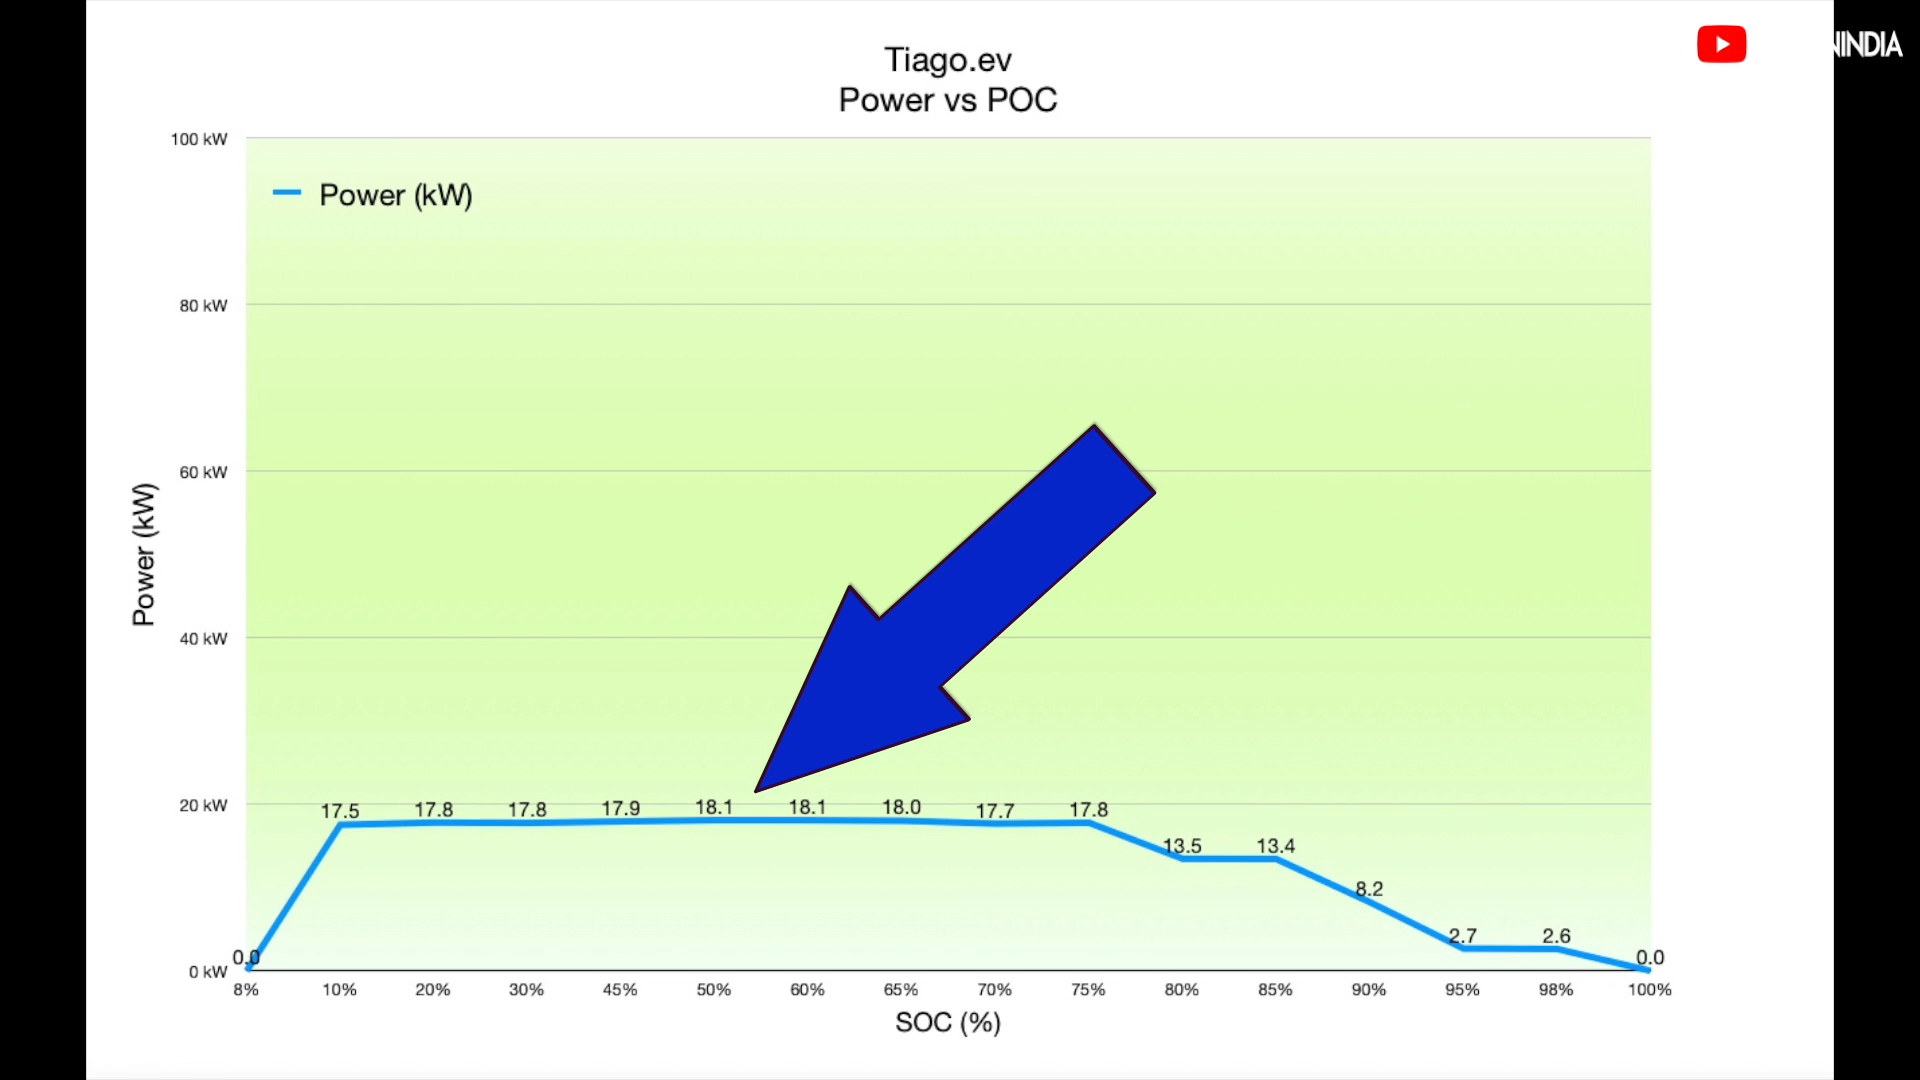 Tiago.ev
Power vs POC
Power (kW)
100 kW
80 kW
60 kW
40 kW
20 kW
0 kW
Power (kW)
0.0 17.5 17.8 17.8 17.9 18.1 18.1 18.0 17.7 17.8 13.5 13.4 8.2 2.7 2.6 0.0
8% 10% 20% 30% 45% 50% 60% 65% 70% 75% 80% 85% 90% 95% 98% 100%
SOC (%)